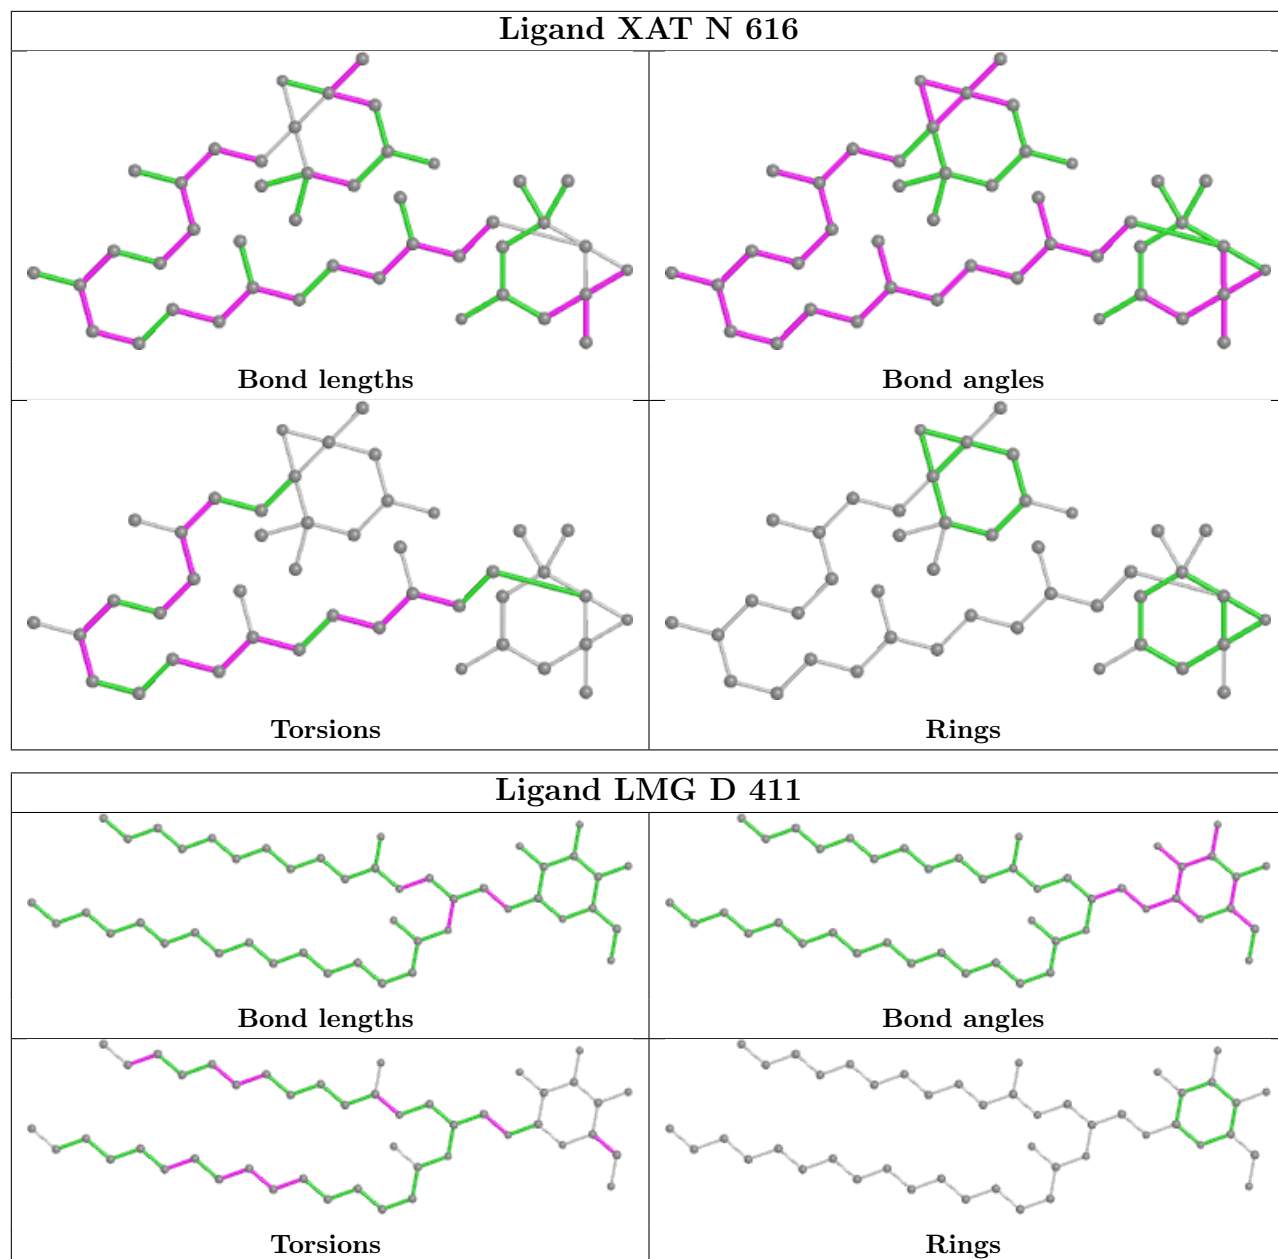 Ligand XAT N 616
Bond lengths
Bond angles
Torsions
Rings
Ligand LMG D 411
Bond lengths
Bond angles
Torsions
Rings